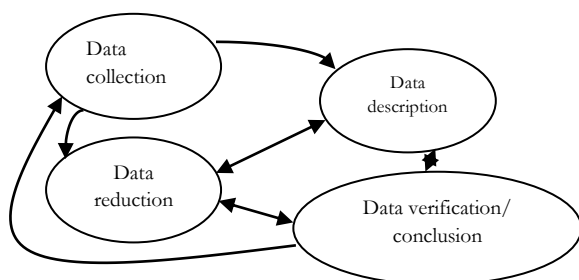 Data
collection
Data
description
Data
reduction
Data verification/
conclusion